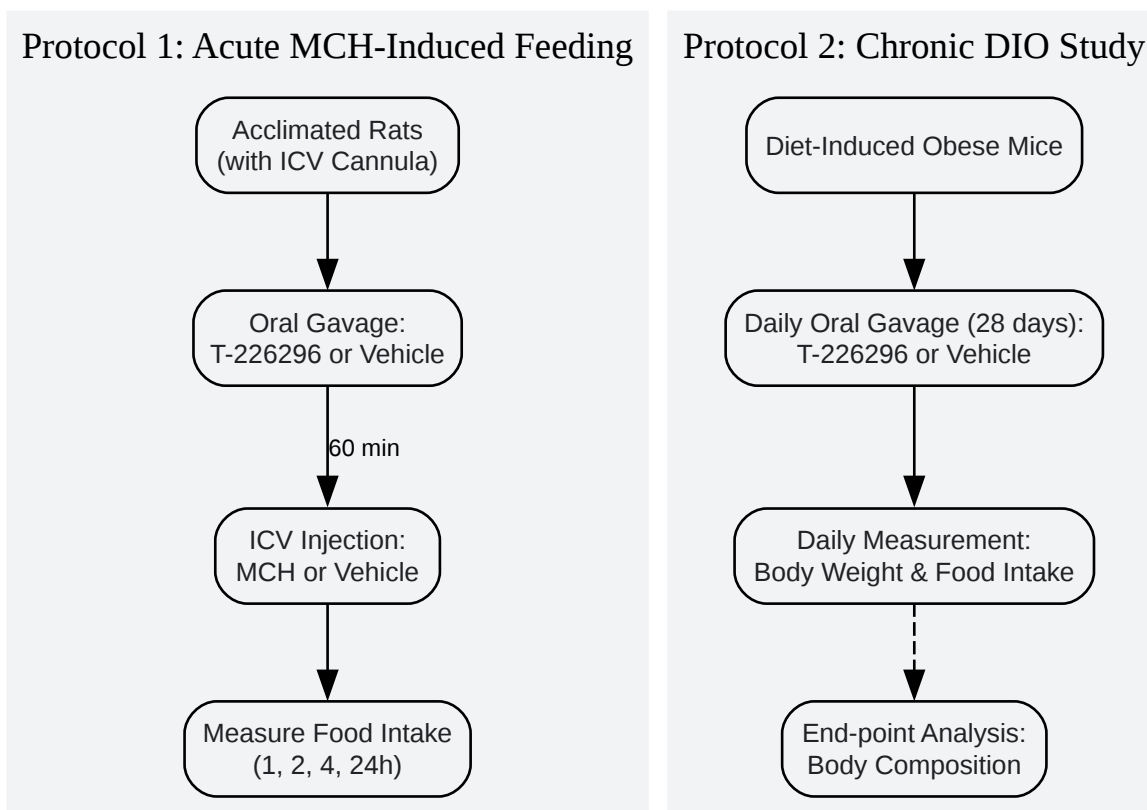 Protocol 1: Acute MCH-Induced Feeding
Acclimated Rats
(with ICV Cannula)
Oral Gavage:
T-226296 or Vehicle
60 min
ICV Injection:
MCH or Vehicle
Measure Food Intake
(1, 2, 4, 24h)
Protocol 2: Chronic DIO Study
Diet-Induced Obese Mice
Daily Oral Gavage (28 days):
T-226296 or Vehicle
Daily Measurement:
Body Weight & Food Intake
End-point Analysis:
Body Composition